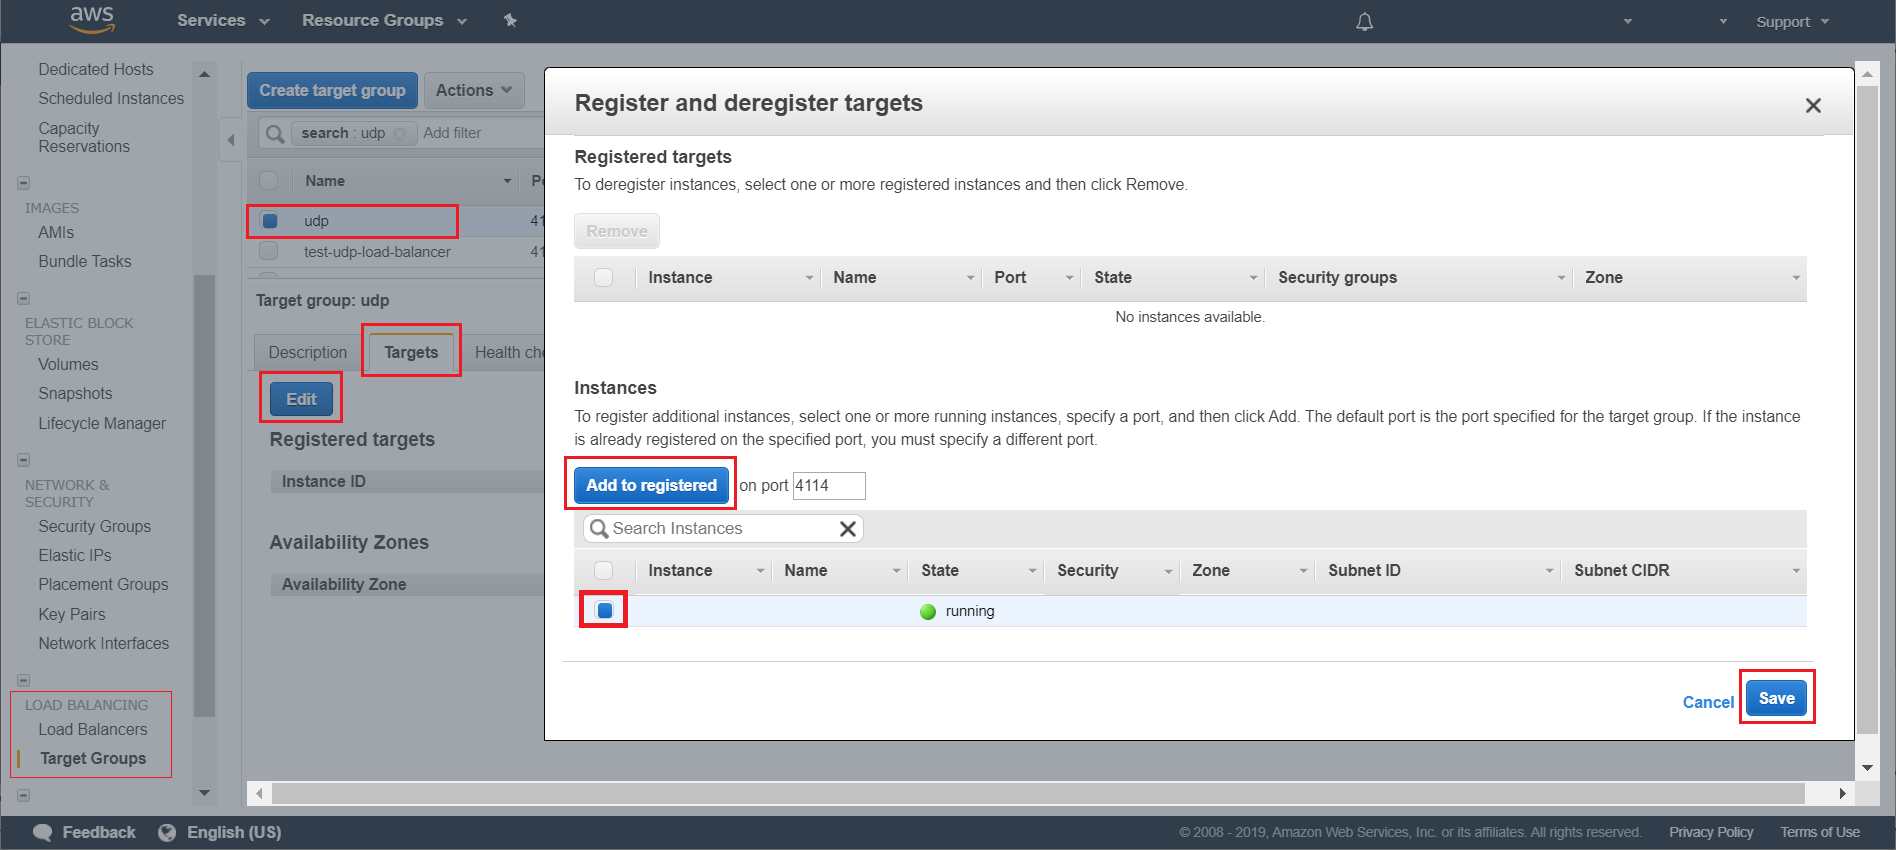 aws
Services
Resource Groups
Support
Dedicated Hosts
Scheduled Instances
Capacity
Reservations
IMAGES
AMIs
Bundle Tasks
ELASTIC BLOCK
STORE
Volumes
Snapshots
Lifecycle Manager
NETWORK &
SECURITY
Security Groups
Elastic IPs
Placement Groups
Key Pairs
Network Interfaces
LOAD BALANCING
Load Balancers
Target Groups
Create target group
Actions
search : udp
Add filter
Name
udp
41
test-udp-load-balancer
41
Target group: udp
Description
Targets
Health che
Edit
Registered targets
Instance ID
Availability Zones
Availability Zone
Register and deregister targets
Registered targets
To deregister instances, select one or more registered instances and then click Remove.
Remove
Instance Name Port State Security groups Zone
No instances available.
Instances
To register additional instances, select one or more running instances, specify a port, and then click Add. The default port is the port specified for the target group. If the instance
is already registered on the specified port, you must specify a different port.
Add to registered on port 4114
Search Instances
Instance Name State Security Zone Subnet ID Subnet CIDR
running
Cancel Save
Feedback
English (US)
© 2008 - 2019, Amazon Web Services, Inc. or its affiliates. All rights reserved.
Privacy Policy
Terms of Use